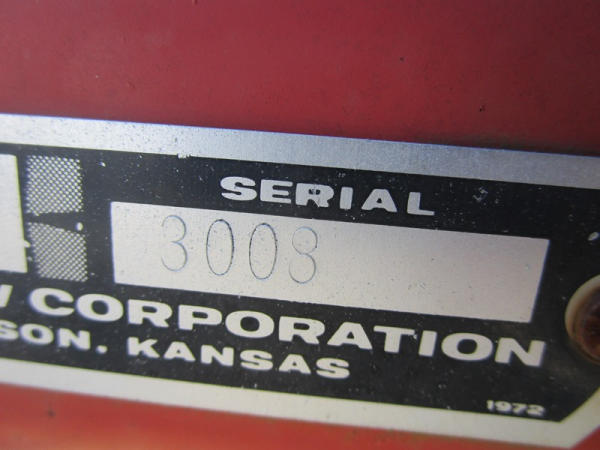 SERIAL
3008
CORPORATION
SON, KANSAS
1972